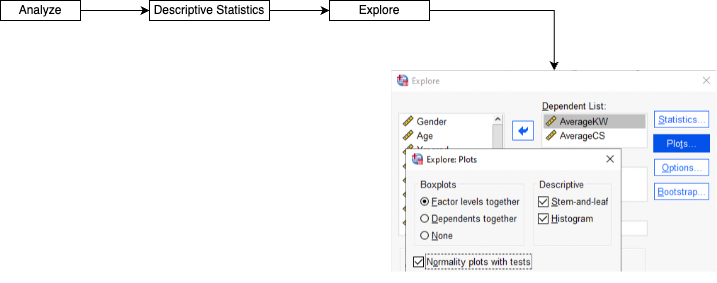 Analyze
Descriptive Statistics
Explore
Explore
Dependent List:
Gender
Age
AverageKW
AverageCS
Statistics...
Plots...
Options...
Bootstrap...
Explore: Plots
Boxplots
Factor levels together
Dependents together
None
Descriptive
Stem-and-leaf
Histogram
Normality plots with tests